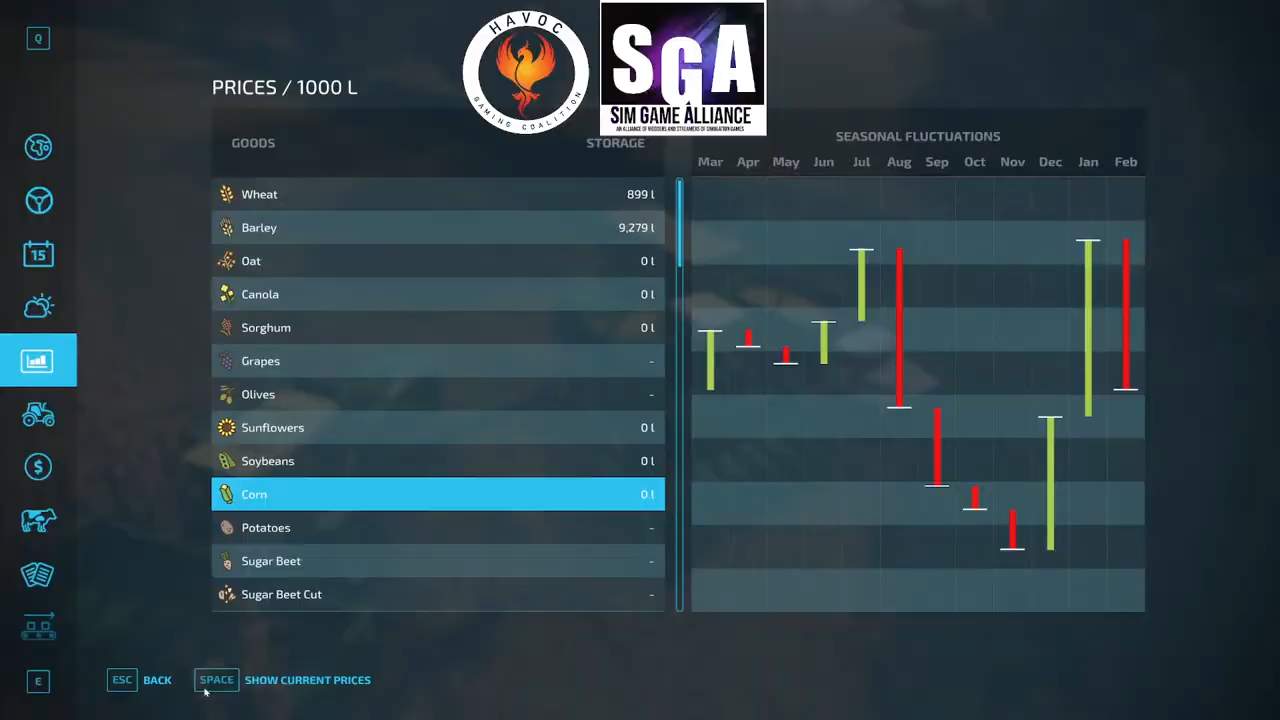 Q
HAVOC
GAMING COALITION
SGA
SIM GAME ALLIANCE
AN ALLIANCE OF MODDERS AND STREAMERS OF SIMULATION GAMES
PRICES / 1000 L
GOODS STORAGE
SEASONAL FLUCTUATIONS
Mar Apr May Jun Jul Aug Sep Oct Nov Dec Jan Feb
15
Wheat 899 l
Barley 9,279 l
Oat 0 l
Canola 0 l
Sorghum 0 l
Grapes -
Olives -
Sunflowers 0 l
Soybeans 0 l
Corn 0 l
Potatoes -
Sugar Beet -
Sugar Beet Cut -
$
E
ESC BACK SPACE SHOW CURRENT PRICES